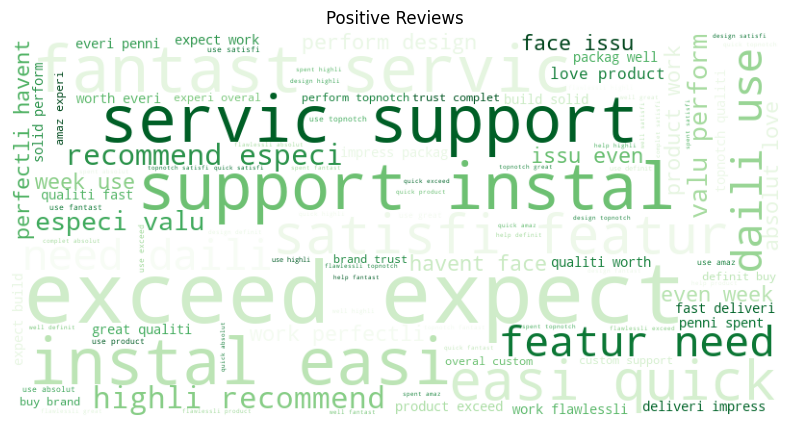 Positive Reviews
everi penni
expect work
use satisfi
perform design
face issu
design satisfi
fantast servic
packag well
love product
spent highli
design highli
worth everi
experi overal
perform topnotch
trust complet
build solid
perfectli havent
solid perform
amaz experi
servic support
use topnotch
help highli
recommend especi
impress packag
issu even
product work
valu perform
topnotch qualiti
daili use
absolut love
topnotch satisfi
quick satisfi
spent fantast
topnotch great
week use
support instal
quick exceed
quick product
qualiti fast
use fantast
especi valu
design topnotch
complet absolut
satisfi featur
quick amaz
help definit
need dairi
use exceed
use highli
brand trust
havent face
qualiti worth
use amaz
flawlessli topnotch
help fantast
definit buy
exceed expect
even week
fast deliveri
penni spent
expect build
well definit
great qualiti
use product
work perfectli
spent topnotch
flawlessli exceed
featur need
quick absolut
quick fantast
instal easi
overal custom
custom support
easi quick
use absolut
buy brand
highli recommend
spent amaz
product exceed
work flawlessli
deliveri impress
flawlessli product
well fantast